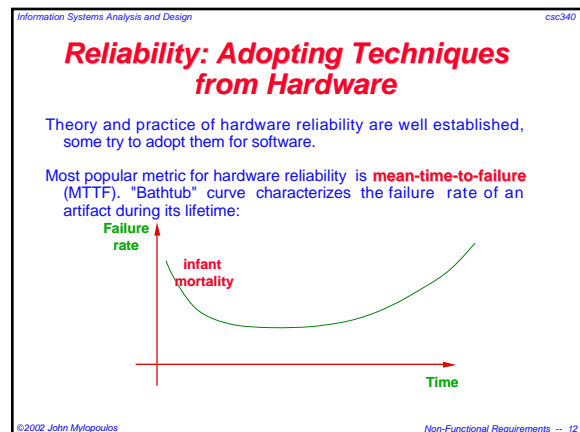 Information Systems Analysis and Design
csc340
Reliability: Adopting Techniques
from Hardware
Theory and practice of hardware reliability are well established,
some try to adopt them for software.
Most popular metric for hardware reliability is mean-time-to-failure
(MTTF). "Bathtub" curve characterizes the failure rate of an
artifact during its lifetime:
Failure
rate
infant
mortality
Time
©2002 John Mylopoulos
Non-Functional Requirements -- 12